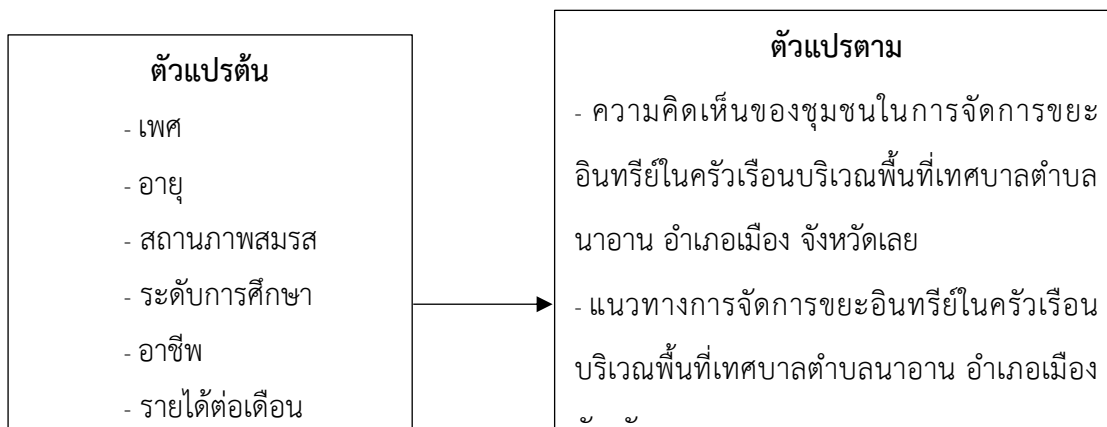 ตัวแปรต้น
- เพศ
- อายุ
- สถานภาพสมรส
- ระดับการศึกษา
- อาชีพ
- รายได้ต่อเดือน
ตัวแปรตาม
- ความคิดเห็นของชุมชนในการจัดการขยะ
อินทรีย์ในครัวเรือนบริเวณพื้นที่เทศบาลตำบล
นาอาน อำเภอเมือง จังหวัดเลย
- แนวทางการจัดการขยะอินทรีย์ในครัวเรือน
บริเวณพื้นที่เทศบาลตำบลนาอาน อำเภอเมือง